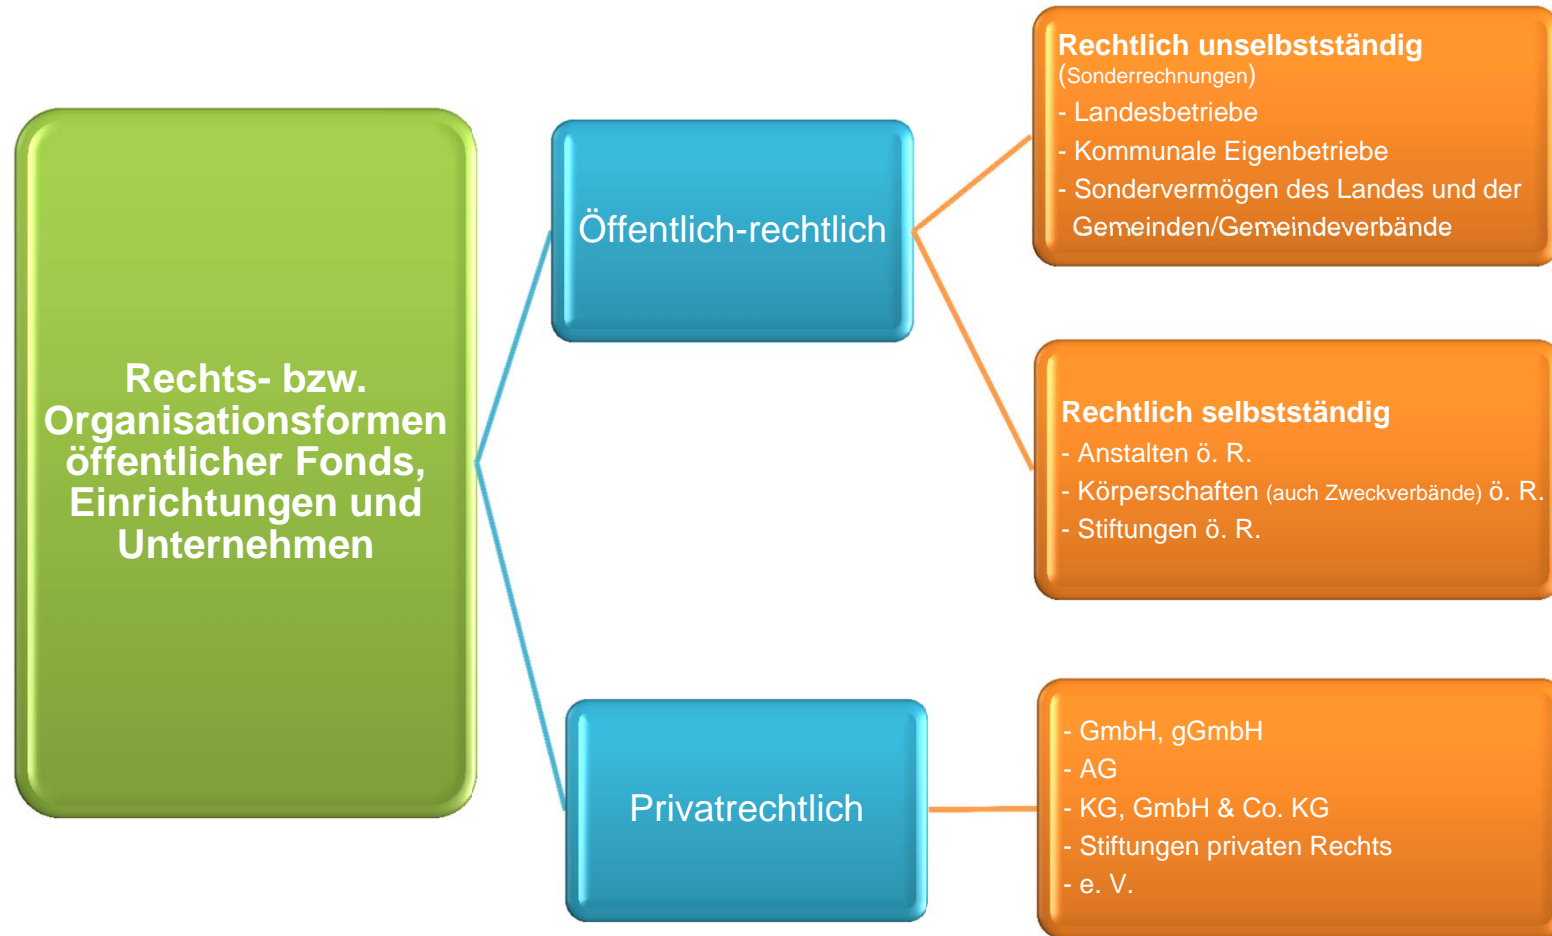 Rechts- bzw.
Organisationsformen
öffentlicher Fonds,
Einrichtungen und
Unternehmen
Öffentlich-rechtlich
Rechtlich unselbstständig
(Sonderrechnungen)
- Landesbetriebe
- Kommunale Eigenbetriebe
- Sondervermögen des Landes und der
Gemeinden/Gemeindeverbände
Rechtlich selbstständig
- Anstalten ö. R.
- Körperschaften (auch Zweckverbände) ö. R.
- Stiftungen ö. R.
Privatrechtlich
- GmbH, gGmbH
- AG
- KG, GmbH & Co. KG
- Stiftungen privaten Rechts
- e. V.